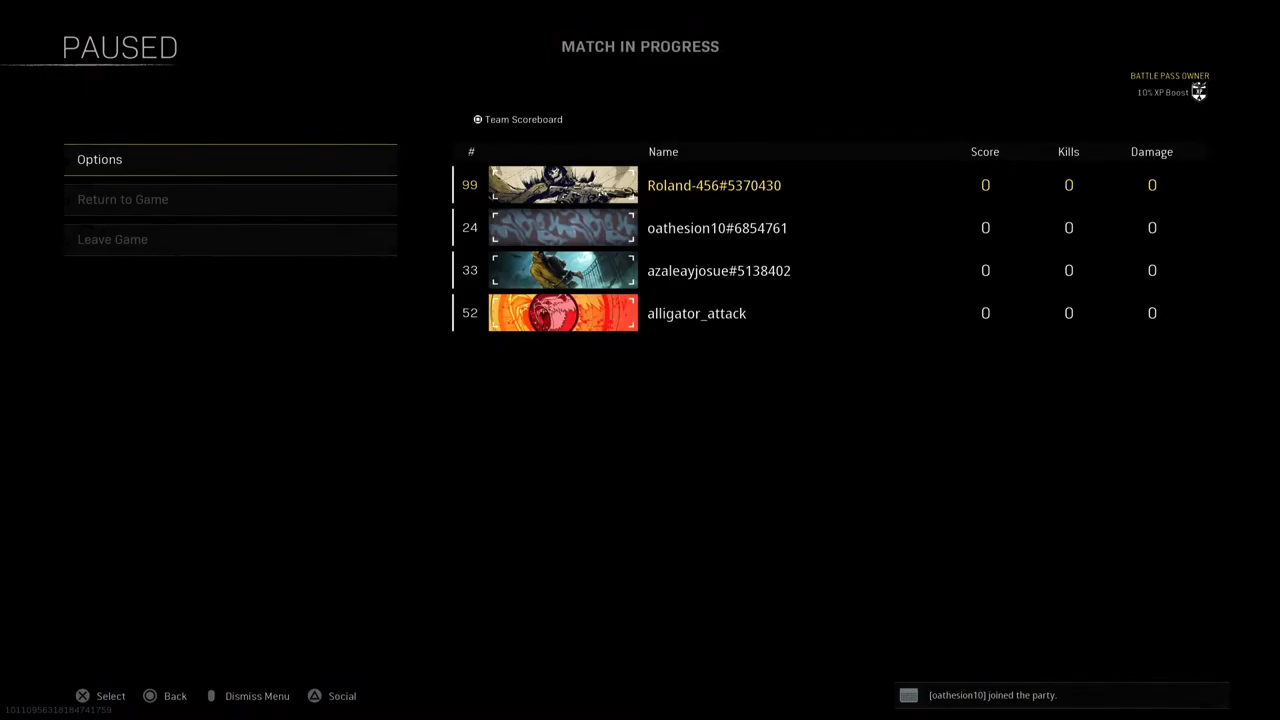 PAUSED
MATCH IN PROGRESS
BATTLE PASS OWNER
10% XP Boost XP
Team Scoreboard
# Name Score Kills Damage
Options
Return to Game
Leave Game
99 Roland-456#5370430 0 0 0
24 oathesion10#6854761 0 0 0
33 azaleayjosue#5138402 0 0 0
52 alligator_attack 0 0 0
Select Back Dismiss Menu Social
[oathesion10] joined the party.
10110956318184741759